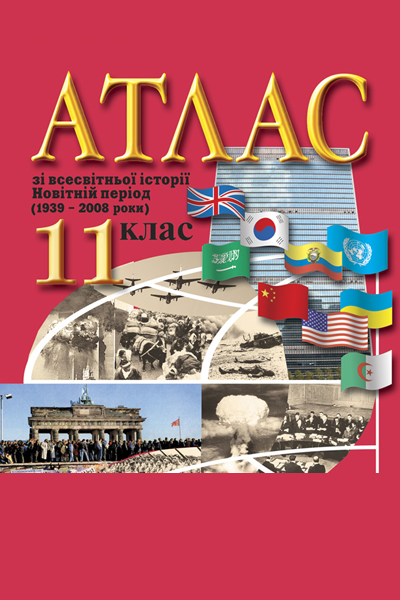 АТЛАС
зі всесвітньої історії
Новітній період
(1939 – 2008 роки)
11 клас